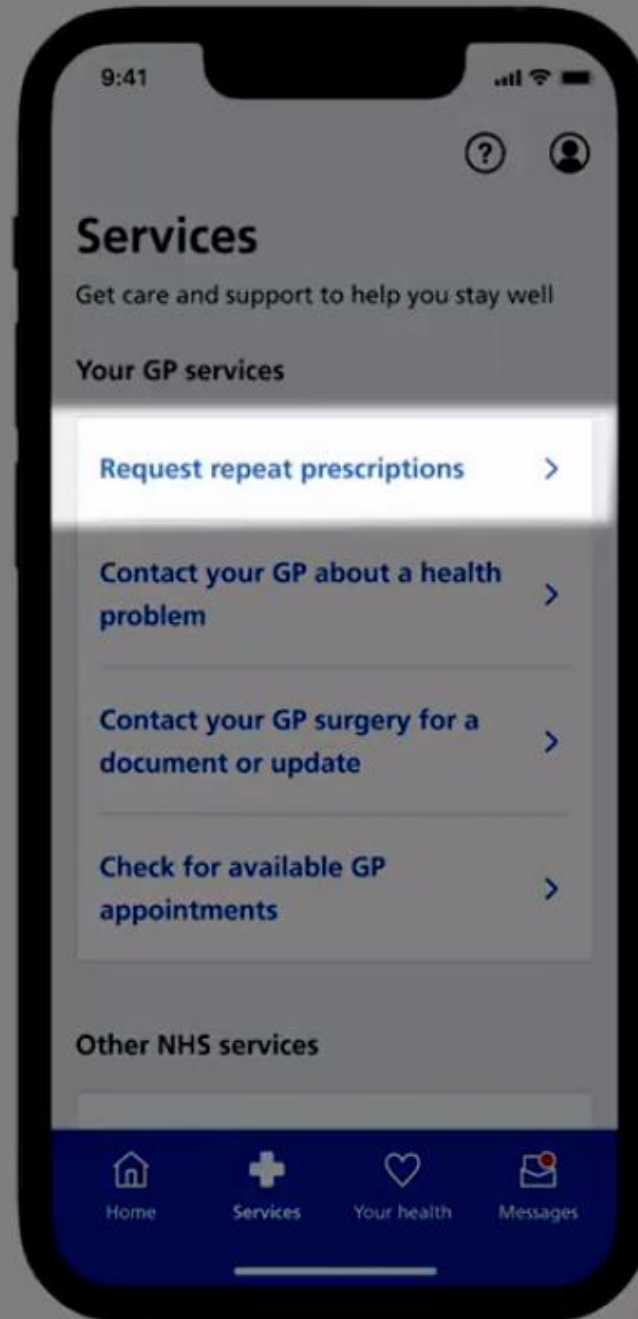 9:41
Services
Get care and support to help you stay well
Your GP services
Request repeat prescriptions
Contact your GP about a health
problem
Contact your GP surgery for a
document or update
Check for available GP
appointments
Other NHS services
Home Services Your health Messages